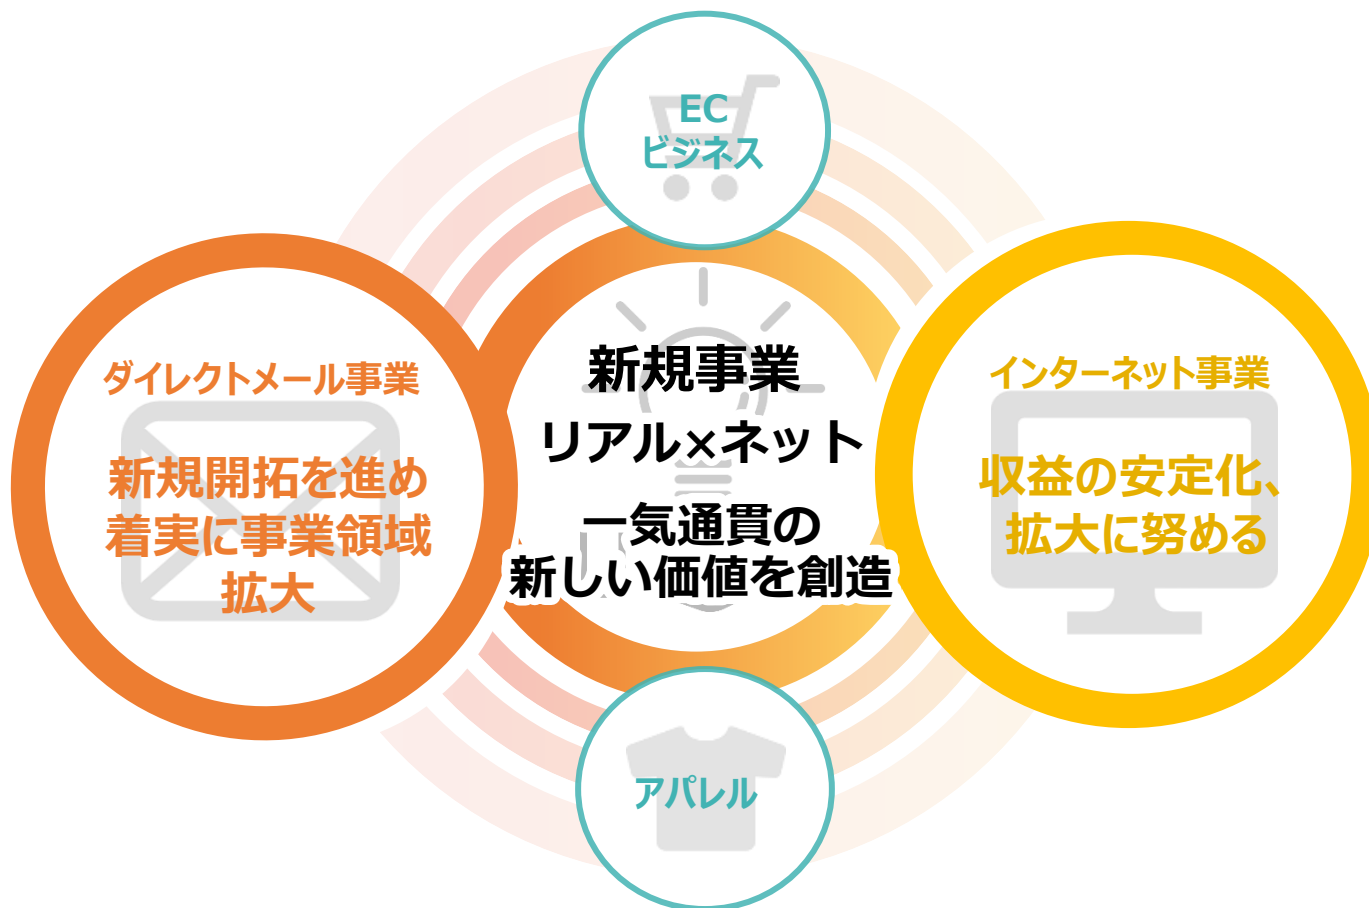 EC
ビジネス
ダイレクトメール事業
新規開拓を進め
着実に事業領域
拡大
新規事業
リアル×ネット
一気通貫の
新しい価値を創造
インターネット事業
収益の安定化、
拡大に努める
アパレル